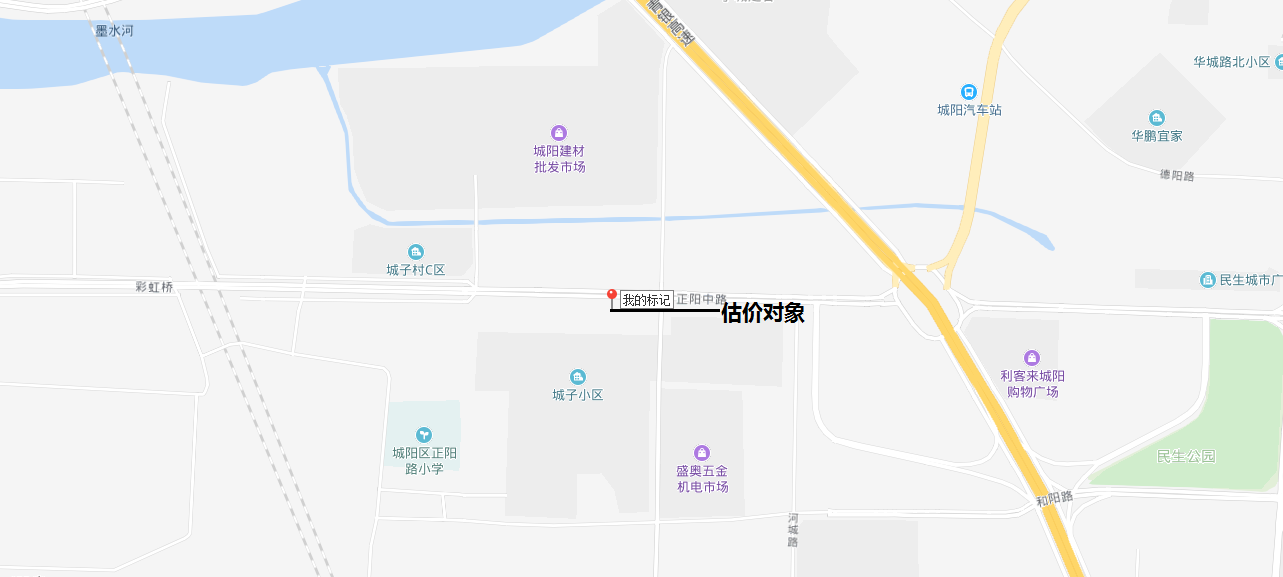 青银高速
墨水河
华城路北小区
城阳汽车站
华鹏宜家
城阳建材
批发市场
德阳路
城子村C区
民生城市广
彩虹桥
我的标记
正阳中路
估价对象
利客来城阳
购物广场
城子小区
城阳区正阳
路小学
民生公园
盛奥五金
机电市场
和阳路
河城路